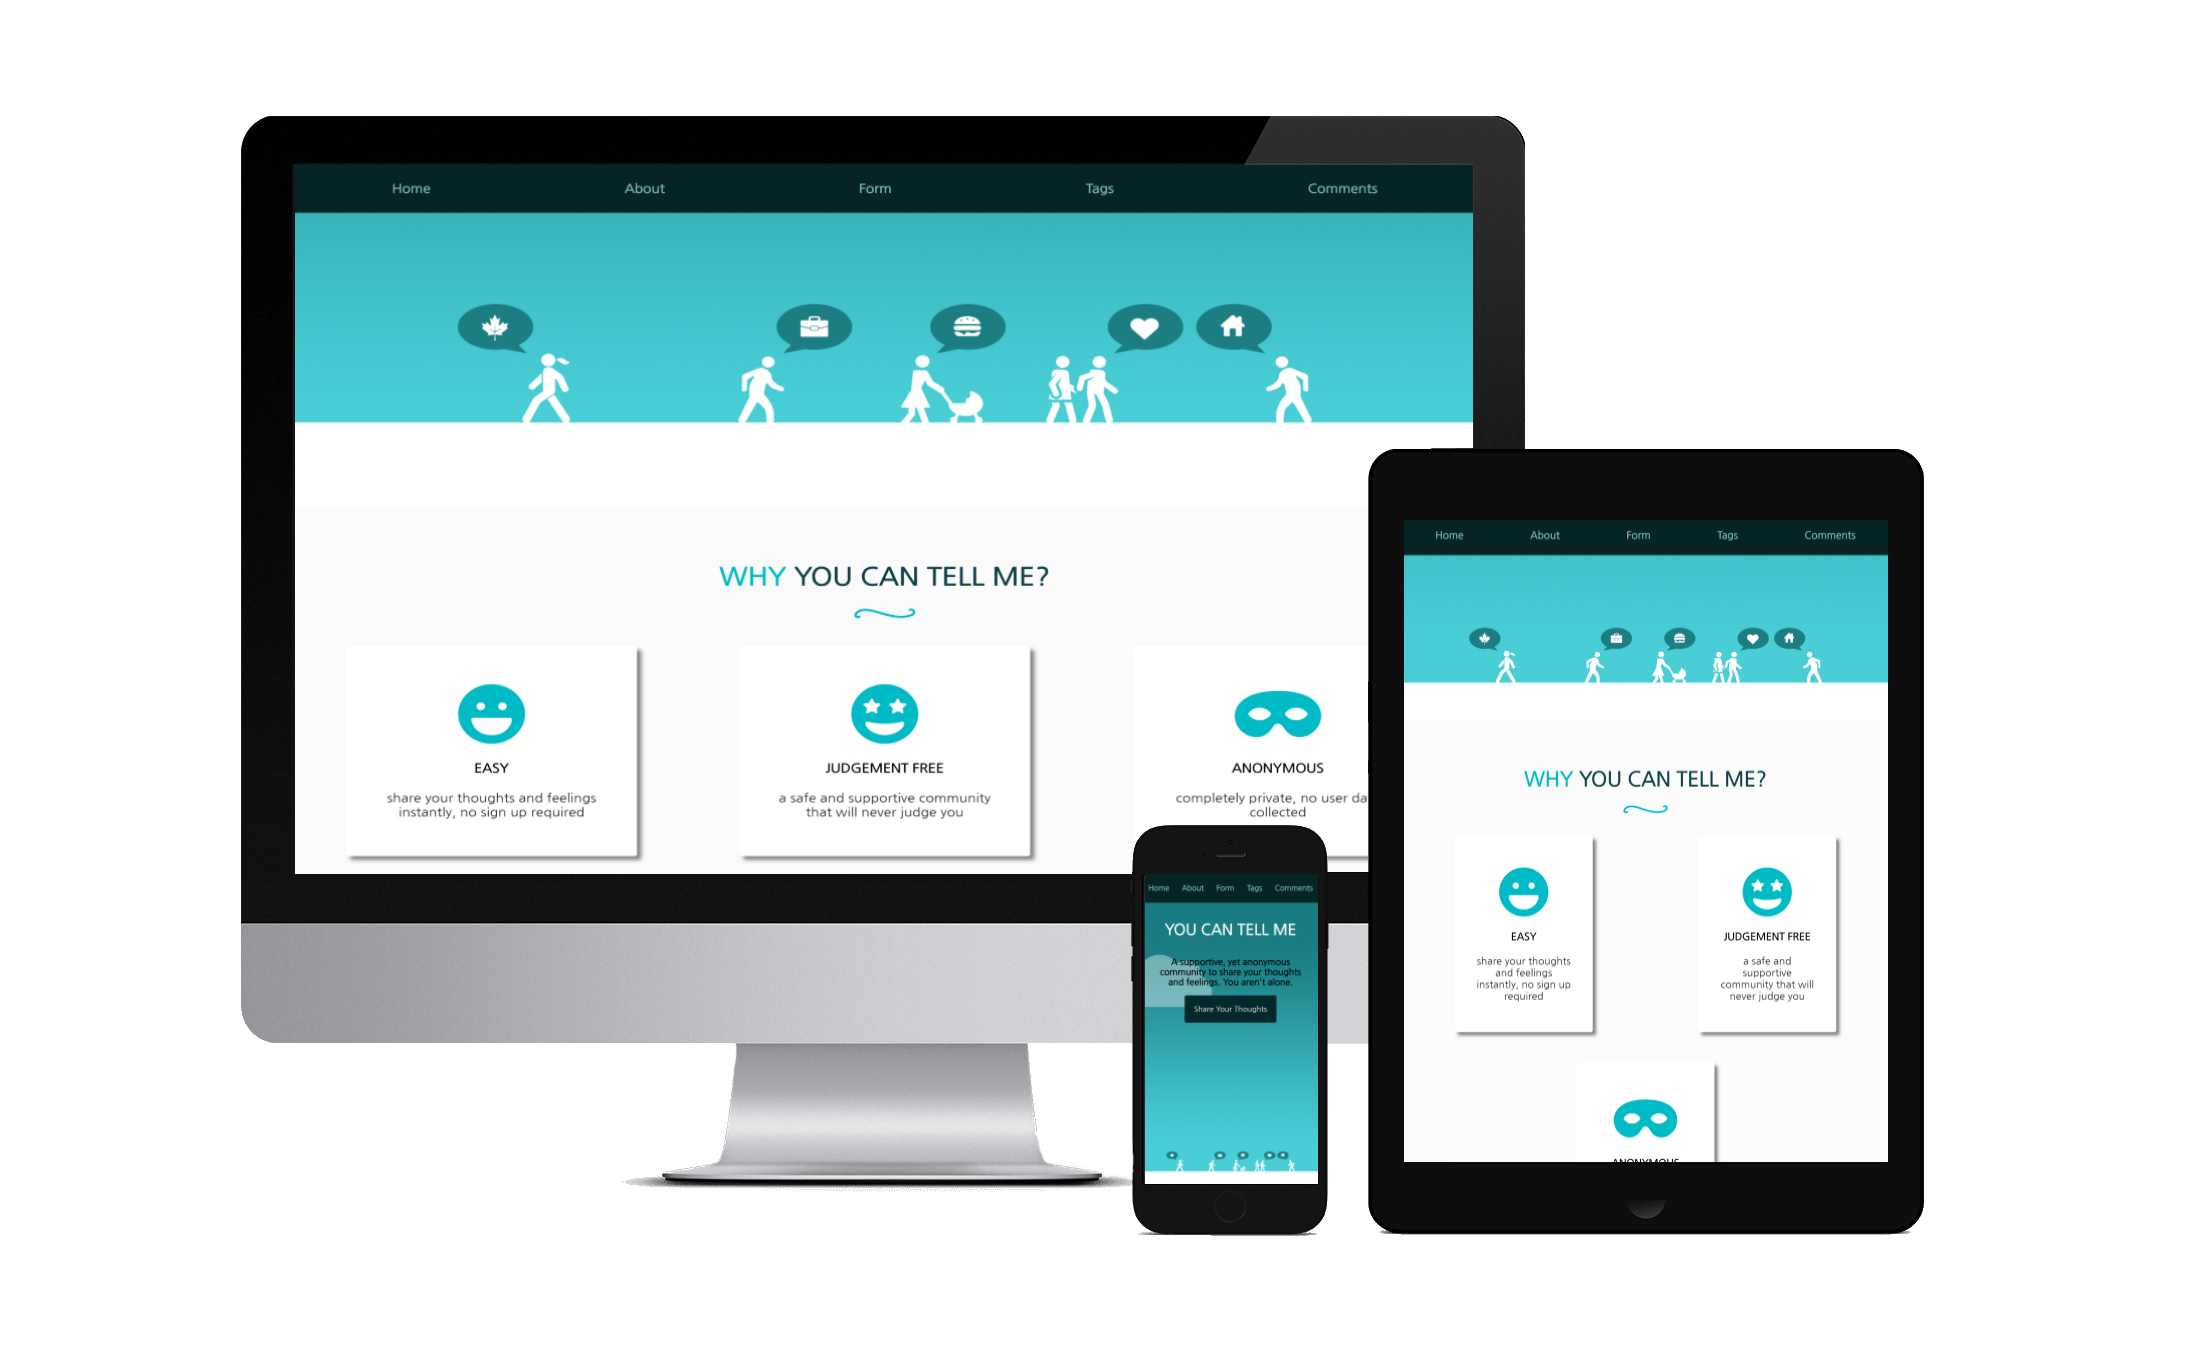 Home About Form Tags Comments
WHY YOU CAN TELL ME?
EASY
share your thoughts and feelings
instantly, no sign up required
JUDGEMENT FREE
a safe and supportive community
that will never judge you
ANONYMOUS
completely private, no user da
collected
Home About Form Tags Comments
YOU CAN TELL ME
A supportive, yet anonymous
community to share your thoughts
and feelings. You aren't alone.
Share Your Thoughts
Home About Form Tags Comments
WHY YOU CAN TELL ME?
EASY
share your thoughts
and feelings
instantly, no sign up
required
JUDGEMENT FREE
a safe and
supportive
community that will
never judge you
ANONYMOUS